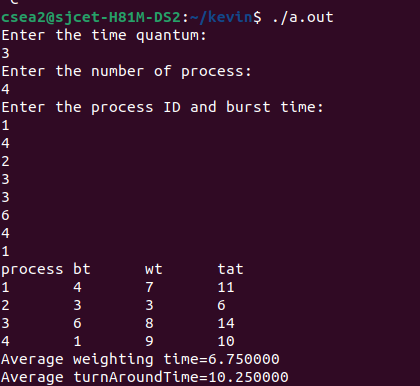 csea2@sjcet-H81M-DS2:~/kevin$ ./a.out
Enter the time quantum:
3
Enter the number of process:
4
Enter the process ID and burst time:
1
4
2
3
3
6
4
1
process bt wt tat
1 4 7 11
2 3 3 6
3 6 8 14
4 1 9 10
Average weighting time=6.750000
Average turnAroundTime=10.250000